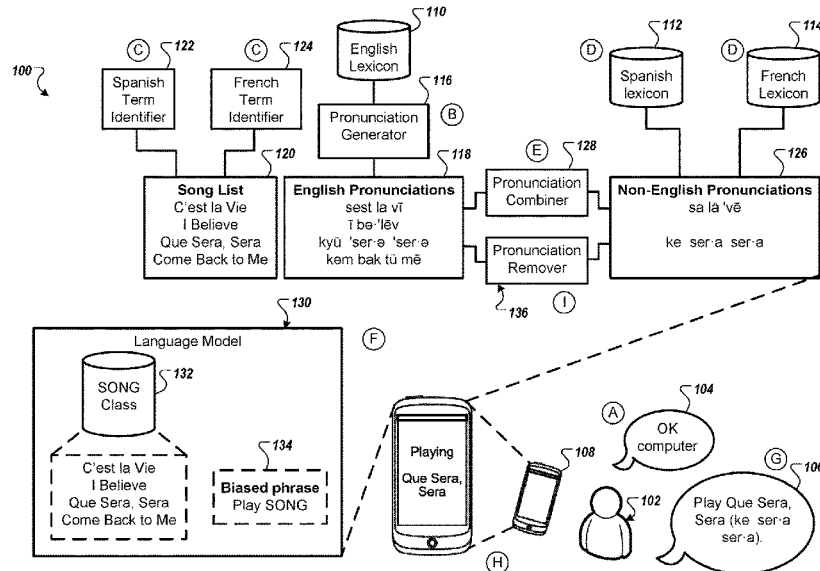 100
C
122
Spanish
Term
Identifier
C
124
French
Term
Identifier
110
English
Lexicon
116
Pronunciation
Generator
B
D
112
Spanish
lexicon
D
114
French
Lexicon
120
Song List
C'est la Vie
I Believe
Que Sera, Sera
Come Back to Me
118
English Pronunciations
sest la vī
ī bə·'lēv
kyü 'ser·ə 'ser·ə
kəm bak tü mē
E
128
Pronunciation
Combiner
Pronunciation
Remover
136
I
126
Non-English Pronunciations
sa là 'vē
ke ser·a ser·a
130
Language Model
F
132
SONG
Class
C'est la Vie
I Believe
Que Sera, Sera
Come Back to Me
134
Biased phrase
Play SONG
Playing
Que Sera,
Sera
H
108
A
104
OK
computer
102
G
106
Play Que Sera,
Sera (ke ser·a
ser·a).